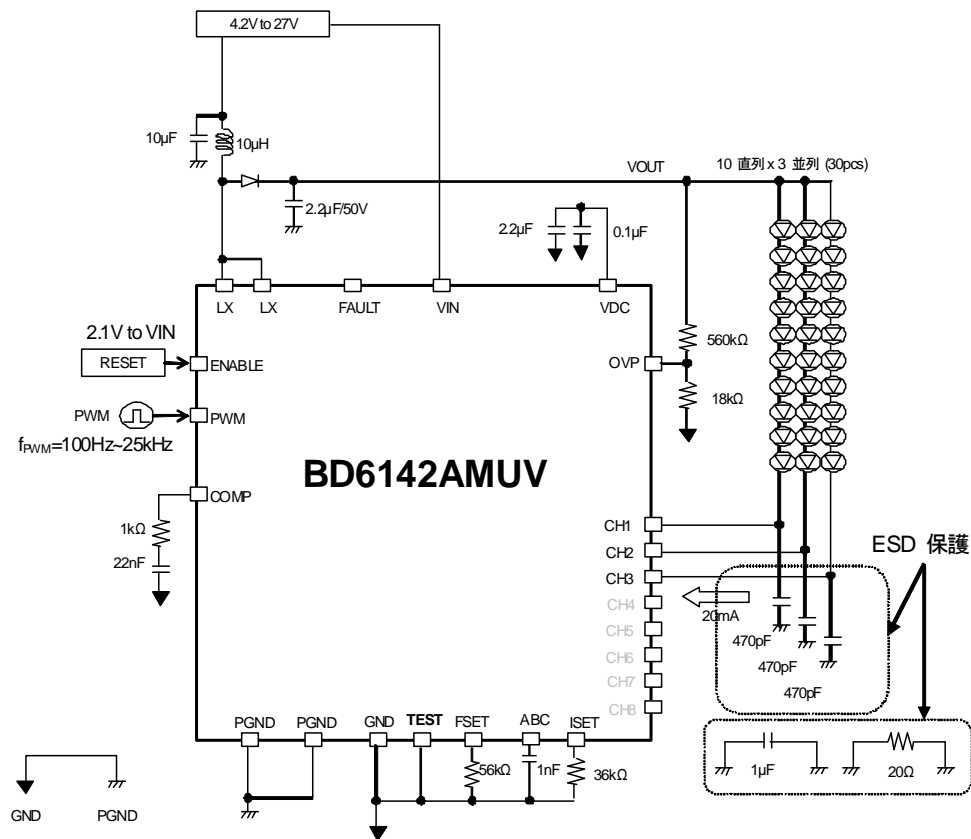 4.2V to 27V
10µF
10µH
VOUT
10 直列 x 3 並列 (30pcs)
2.2µF/50V
2.2µF
0.1µF
LX
LX
FAULT
VIN
VDC
2.1V to VIN
RESET
ENABLE
560kΩ
OVP
18kΩ
PWM
PWM
fPWM=100Hz~25kHz
BD6142AMUV
COMP
1kΩ
22nF
CH1
CH2
CH3
CH4
CH5
CH6
CH7
CH8
ESD 保護
20mA
470pF
470pF
470pF
PGND
PGND
GND
TEST
FSET
ABC
ISET
56kΩ
1nF
36kΩ
1µF
20Ω
GND
PGND